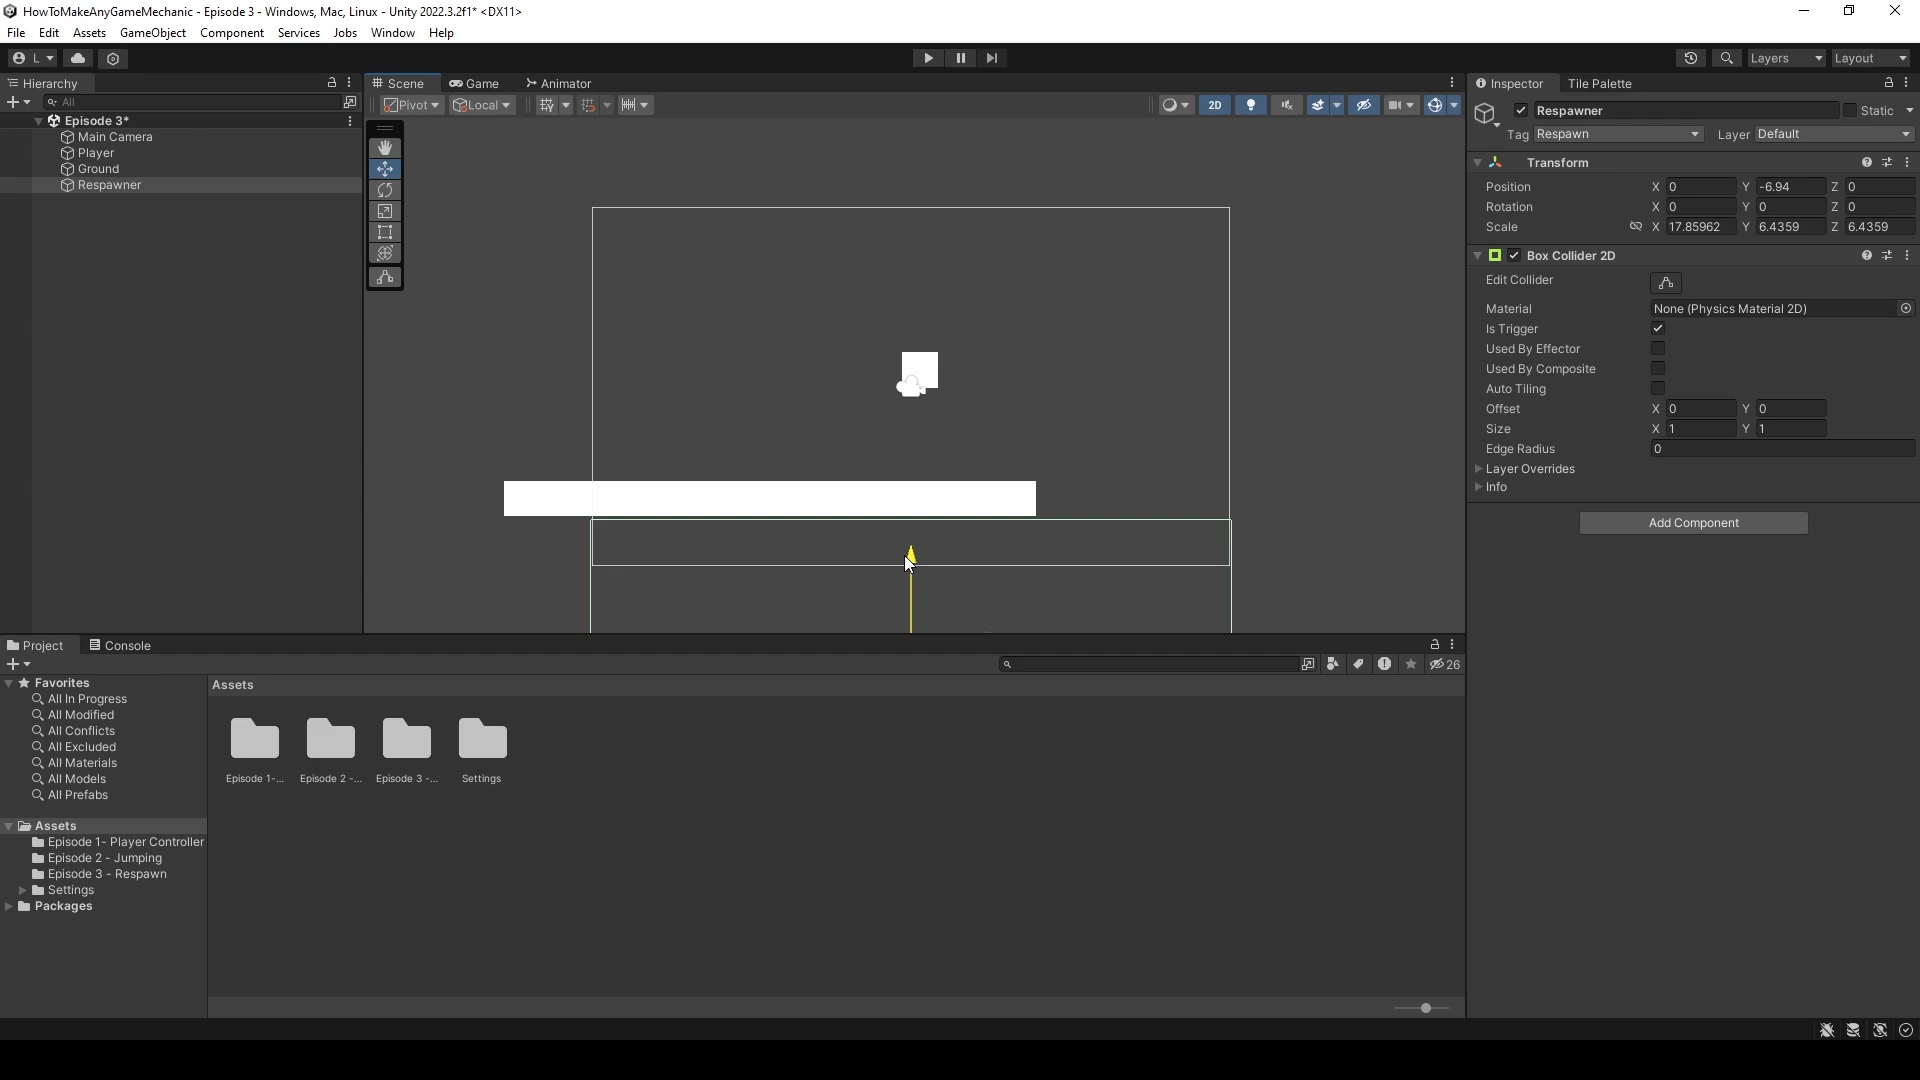 HowToMakeAnyGameMechanic - Episode 3 - Windows, Mac, Linux - Unity 2022.3.2f1* <DX11>
File Edit Assets GameObject Component Services Jobs Window Help
L Layers Layout
Hierarchy
All
Episode 3*
Main Camera
Player
Ground
Respawner
Scene Game Animator
Pivot Local 2D
Inspector Tile Palette
Respawner Static
Tag Respawn Layer Default
Transform
Position X 0 Y -6.94 Z 0
Rotation X 0 Y 0 Z 0
Scale X 17.85962 Y 6.4359 Z 6.4359
Box Collider 2D
Edit Collider
Material None (Physics Material 2D)
Is Trigger
Used By Effector
Used By Composite
Auto Tiling
Offset X 0 Y 0
Size X 1 Y 1
Edge Radius 0
Layer Overrides
Info
Add Component
Project Console
26
Favorites
All In Progress
All Modified
All Conflicts
All Excluded
All Materials
All Models
All Prefabs
Assets
Episode 1- Player Controller
Episode 2 - Jumping
Episode 3 - Respawn
Settings
Packages
Assets
Episode 1-... Episode 2 -... Episode 3 -... Settings